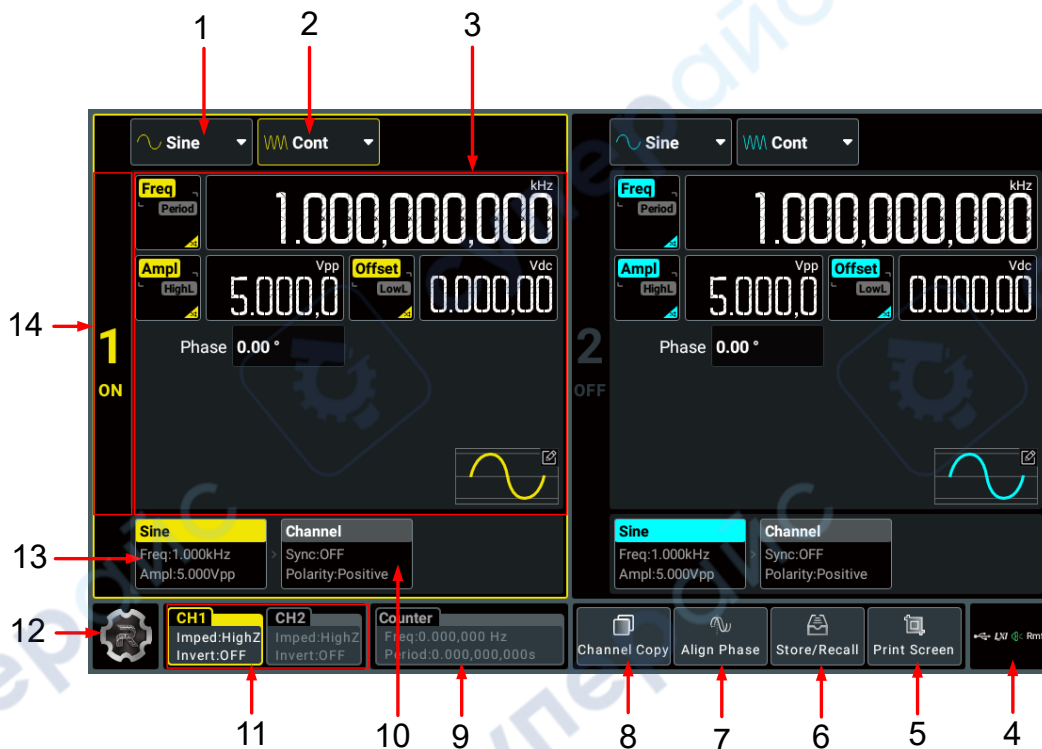 1 2 3
Sine Cont Sine Cont
Freq Period 1.000,000,000 kHz Freq Period 1.000,000,000 kHz
Ampl HighL 5.000,0 Vpp Offset LowL 0.000,00 Vdc Ampl HighL 5.000,0 Vpp Offset LowL 0.000,00 Vdc
14
1 2
Phase 0.00 ° Phase 0.00 °
ON OFF
Sine Channel Sine Channel
13
Freq:1.000kHz Sync:OFF Freq:1.000kHz Sync:OFF
Ampl:5.000Vpp Polarity:Positive Ampl:5.000Vpp Polarity:Positive
12
CH1 CH2 Counter
Imped:HighZ Imped:HighZ Freq:0.000,000 Hz
Invert:OFF Invert:OFF Period:0.000,000,000s
Channel Copy Align Phase Store/Recall Print Screen LXI Rmt
11 10 9 8 7 6 5 4
супер
айс